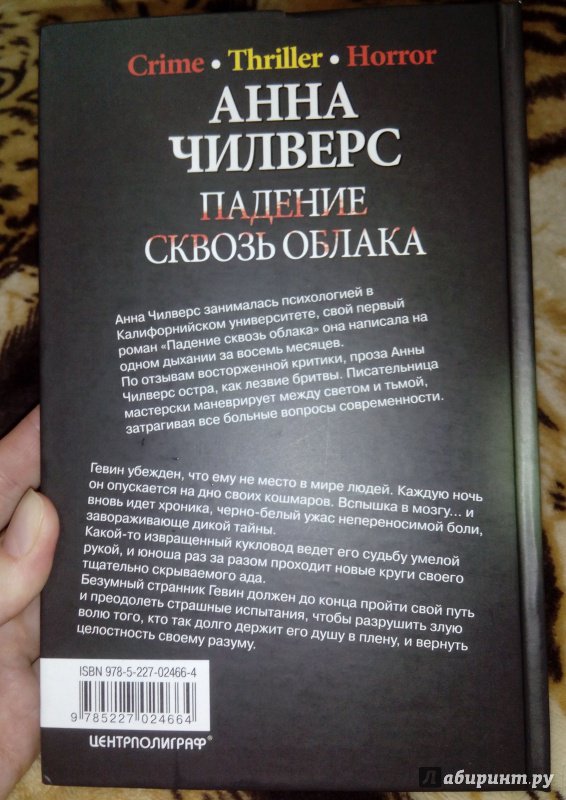 Crime • Thriller • Horror
АННА
ЧИЛВЕРС
ПАДЕНИЕ
СКВОЗЬ ОБЛАКА
Анна Чилверс занималась психологией в
Калифорнийском университете, свой первый
роман «Падение сквозь облака» она написала на
одном дыхании за восемь месяцев.
По отзывам восторженной критики, проза Анны
Чилверс остра, как лезвие бритвы. Писательница
мастерски маневрирует между светом и тьмой,
затрагивая все больные вопросы современности.
Гевин убежден, что ему не место в мире людей. Каждую ночь
он опускается на дно своих кошмаров. Вспышка в мозгу... и
вновь идет хроника, черно-белый ужас непереносимой боли,
завораживающе дикой тайны.
Какой-то извращенный кукловод ведет его судьбу умелой
рукой, и юноша раз за разом проходит новые круги своего
тщательно скрываемого ада.
Безумный странник Гевин должен до конца пройти свой путь
и преодолеть страшные испытания, чтобы разрушить злую
волю того, кто так долго держит его душу в плену, и вернуть
целостность своему разуму.
ISBN 978-5-227-02466-4
9 785227 024664
ЦЕНТРПОЛИГРАФ®
Лабиринт.ру